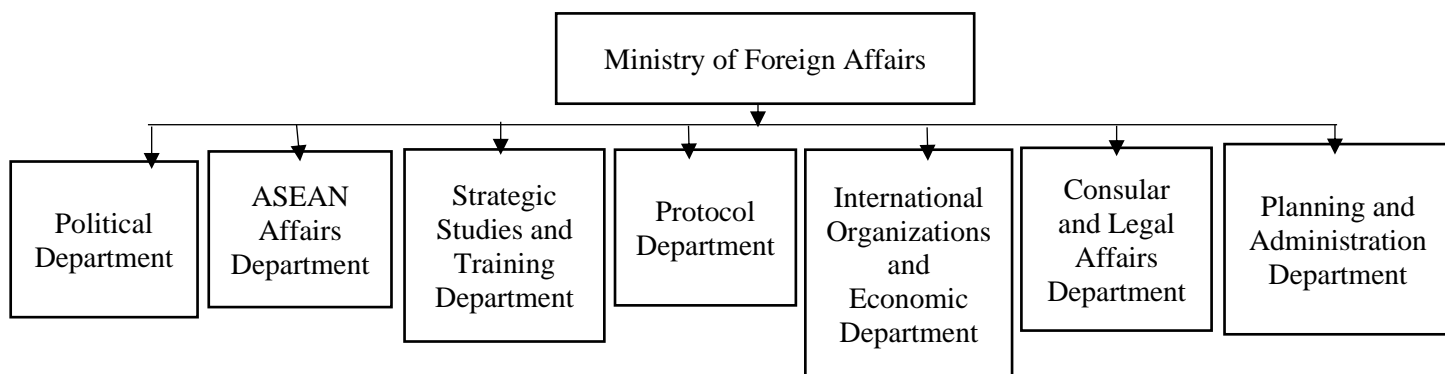 Ministry of Foreign Affairs
Political
Department
ASEAN
Affairs
Department
Strategic
Studies and
Training
Department
Protocol
Department
International
Organizations
and
Economic
Department
Consular
and Legal
Affairs
Department
Planning and
Administration
Department